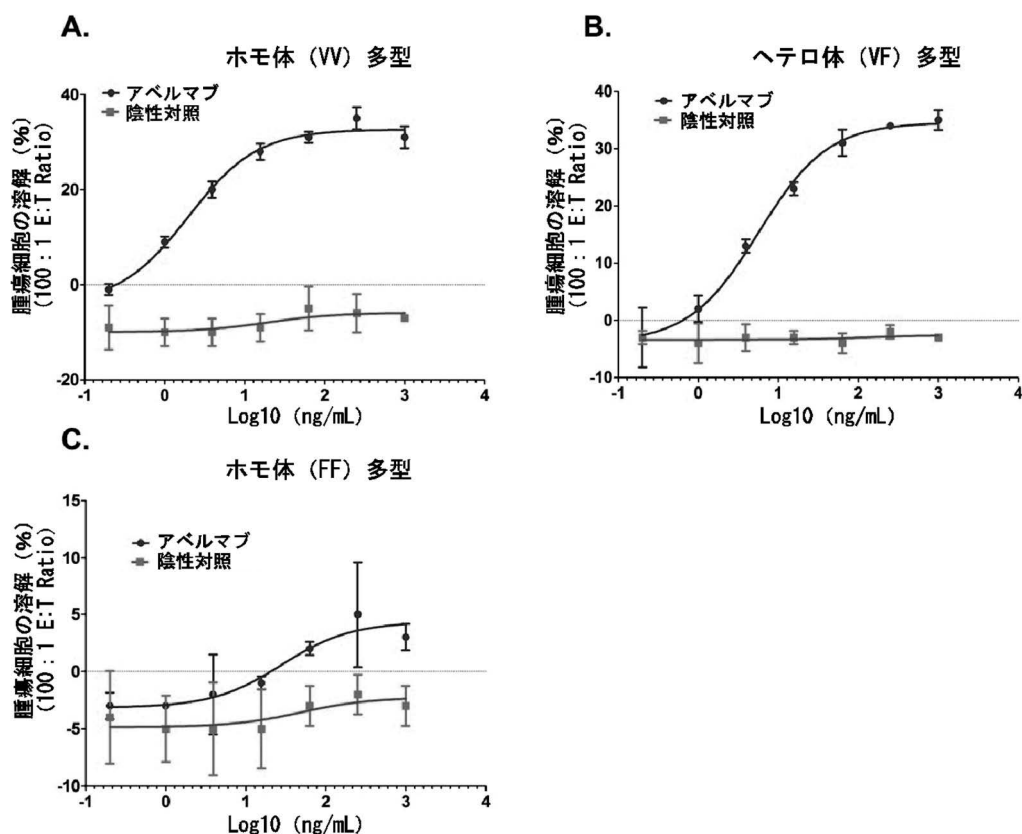 A.
ホモ体 (VV) 多型
アベルマブ
陰性対照
腫瘍細胞の溶解 (%)
(100 : 1 E:T Ratio)
40
20
0
-20
-1
0
1
2
3
4
Log10 (ng/mL)
B.
ヘテロ体 (VF) 多型
アベルマブ
陰性対照
腫瘍細胞の溶解 (%)
(100 : 1 E:T Ratio)
40
30
20
10
0
-10
-1
0
1
2
3
4
Log10 (ng/mL)
C.
ホモ体 (FF) 多型
アベルマブ
陰性対照
腫瘍細胞の溶解 (%)
(100 : 1 E:T Ratio)
15
10
5
0
-5
-10
-1
0
1
2
3
4
Log10 (ng/mL)